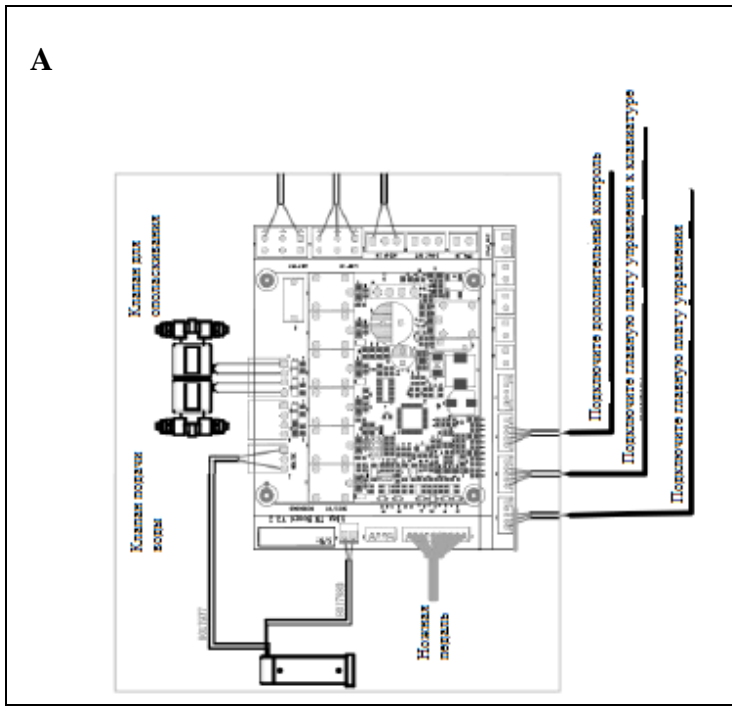 A
Клапан для
ополаскивания
Клапан подачи
воды
Ножная
педаль
Подключите дополнительный контроль
Подключите главную плату управления к клавиатуре
Подключите главную плату управления